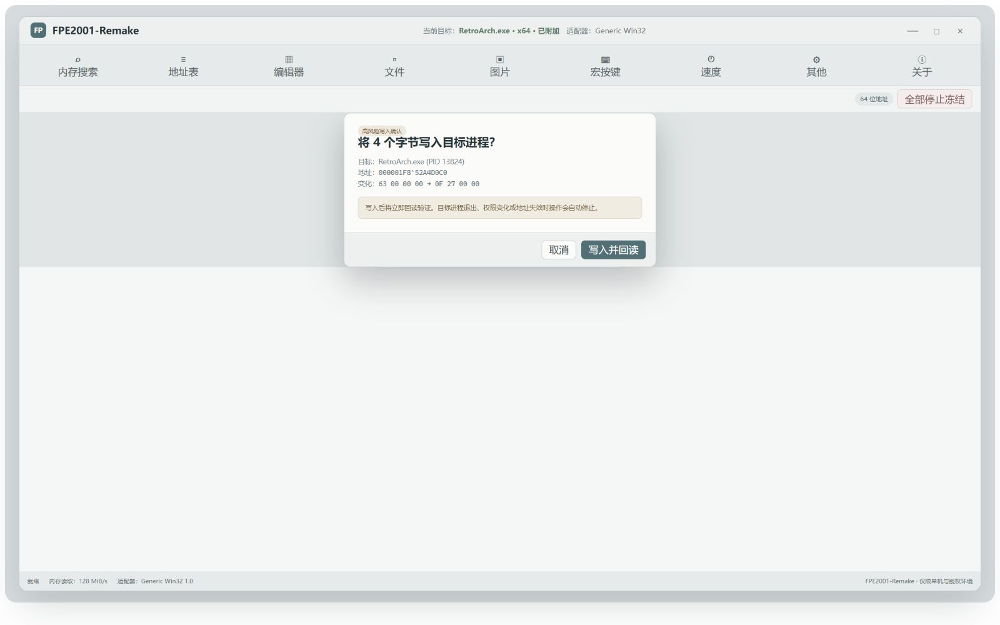 FP FPE2001-Remake 当前目标: RetroArch.exe • x64 • 已附加 适配器: Generic Win32
内存搜索 地址表 编辑器 文件 图片 宏按键 速度 其他 关于
64 位地址 全部停止冻结
高风险写入确认
将 4 个字节写入目标进程?
目标: RetroArch.exe (PID 13824)
地址: 000001F8`52A4D0C0
变化: 63 00 00 00 → 0F 27 00 00
写入后将立即回读验证。目标进程退出、权限变化或地址失效时操作会自动停止。
取消 写入并回读
就绪 内存读取: 128 MiB/s 适配器: Generic Win32 1.0 FPE2001-Remake · 仅限单机与授权环境